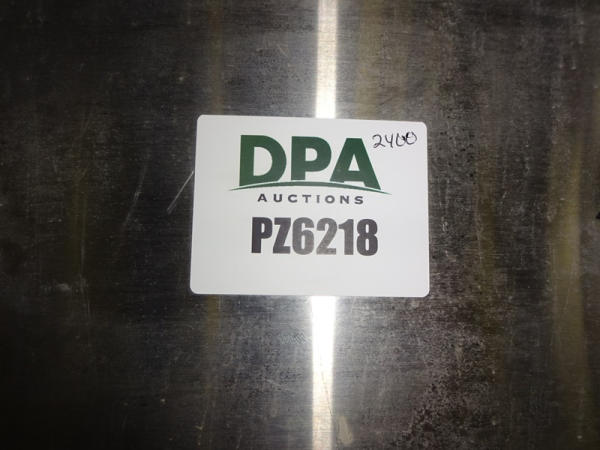 DPA
2400
AUCTIONS
PZ6218